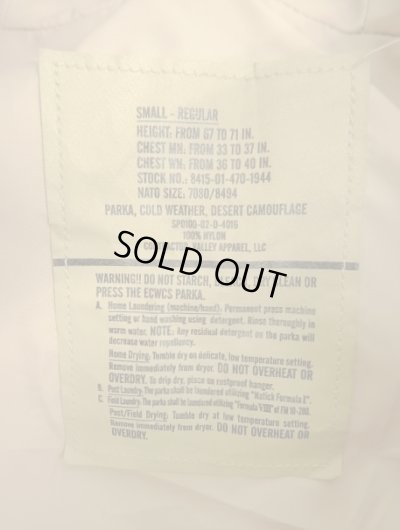 SMALL - REGULAR
HEIGHT: FROM 67 TO 71 IN.
CHEST MN: FROM 33 TO 37 IN.
CHEST WN: FROM 36 TO 40 IN.
STOCK NO.: 8415-01-470-1944
NATO SIZE: 7080/8494
PARKA, COLD WEATHER, DESERT CAMOUFLAGE
SPO100-02-D-4016
100% NYLON
VALLEY APPAREL, LLC
SOLD OUT
WARNING!! DO NOT STARCH, CLEAN OR
PRESS THE ECWCS PARKA.
A. Home Laundering (machine/hand): Permanent press machine
setting or hand washing using detergent. Rinse thoroughly in
warm water. NOTE: Any residual detergent on the parka will
decrease water repellency.
Home Drying: Tumble dry on delicate, low temperature setting.
Remove immediately from dryer. DO NOT OVERHEAT OR
OVERDRY. To drip dry, place on rustproof hanger.
B. Post Laundry: The parka shall be laundered utilizing "Natick Formula E".
C. Field Laundry: The parka shall be laundered utilizing "Formula VIII" of FM 10-280.
Post/Field Drying: Tumble dry at low temperature setting.
Remove immediately from dryer. DO NOT OVERHEAT OR
OVERDRY.